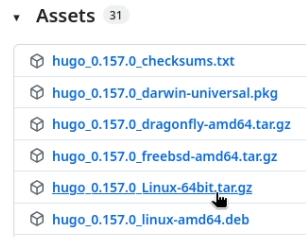 Assets 31
hugo_0.157.0_checksums.txt
hugo_0.157.0_darwin-universal.pkg
hugo_0.157.0_dragonfly-amd64.tar.gz
hugo_0.157.0_freebsd-amd64.tar.gz
hugo_0.157.0_Linux-64bit.tar.gz
hugo_0.157.0_linux-amd64.deb